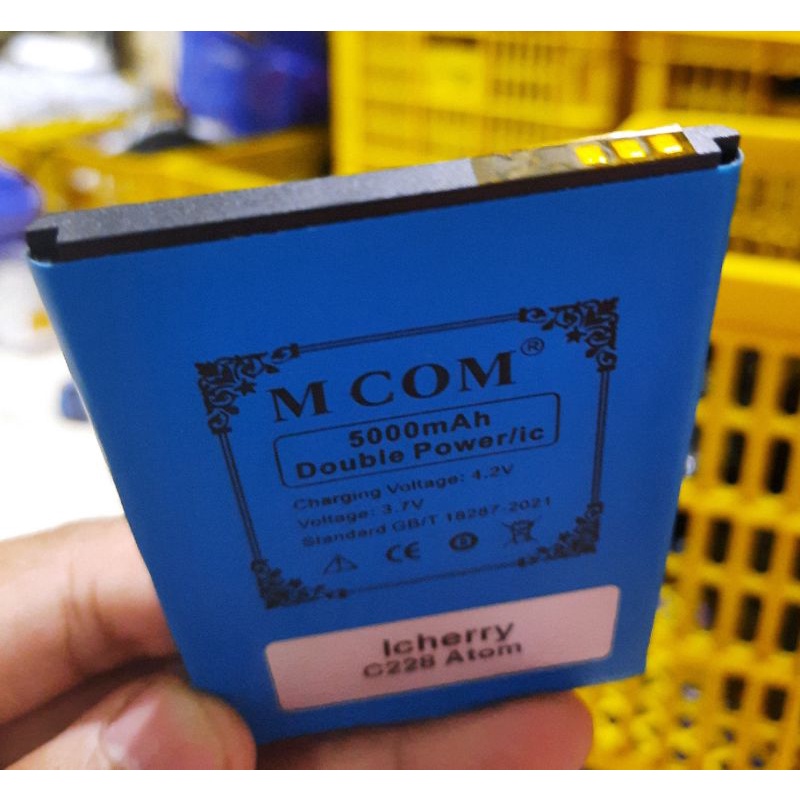 M COM®
5000mAh
Double Power/ic
Charging Voltage: 4.2V
Voltage: 3.7V
Standard GB/T 18287-2021
CE
Icherry
C228 Atom